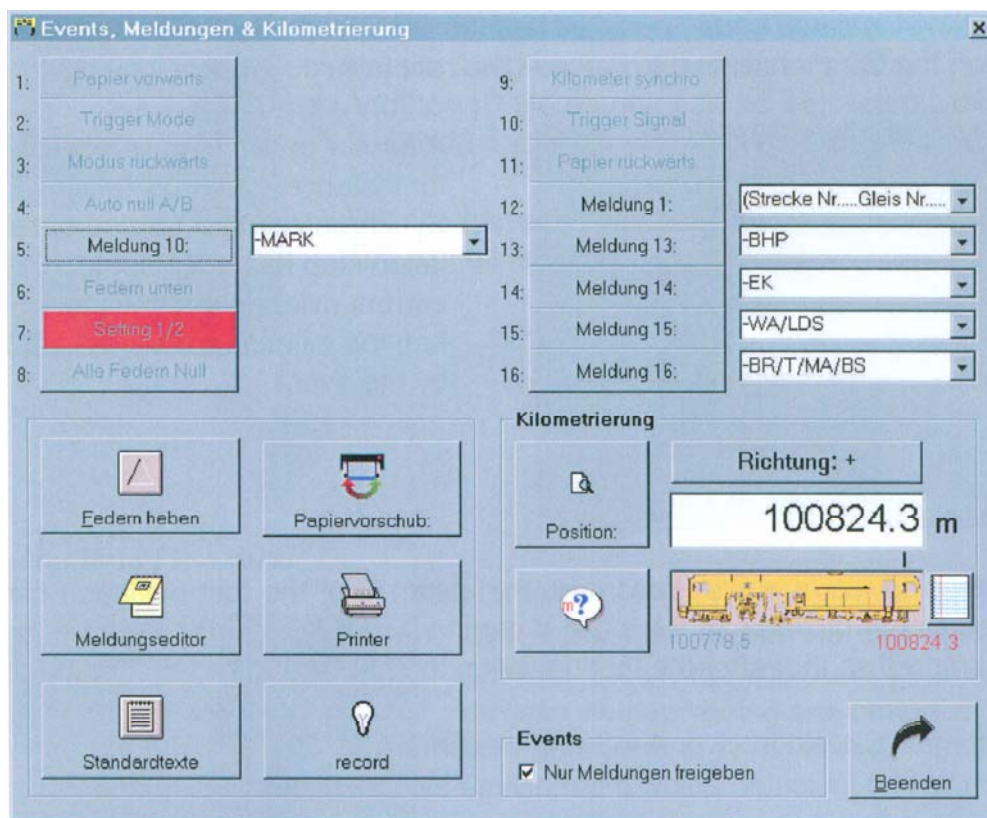 Events, Meldungen & Kilometrierung
1: Papier vorwärts
2: Trigger Mode
3: Modus rückwärts
4: Auto null A/B
5: Meldung 10: -MARK
6: Federn unten
7: Setting 1/2
8: Alle Federn Null
9: Kilometer synchro
10: Trigger Signal
11: Papier rückwärts
12: Meldung 1: (Strecke Nr.....Gleis Nr.....
13: Meldung 13: -BHP
14: Meldung 14: -EK
15: Meldung 15: -WA/LDS
16: Meldung 16: -BR/T/MA/BS
Federn heben
Papiervorschub:
Meldungseditor
Printer
Standardtexte
record
Kilometrierung
Position:
Richtung: +
100824.3 m
m?
100778.5 100824.3
Events
Nur Meldungen freigeben
Beenden